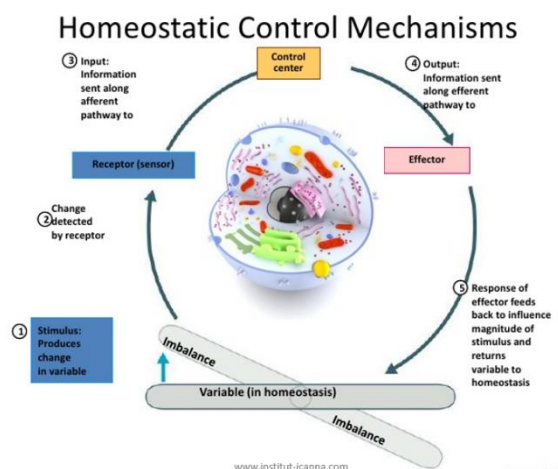 Homeostatic Control Mechanisms
3 Input:
Information
sent along
afferent
pathway to
Control
center
4 Output:
Information sent
along efferent
pathway to
Receptor (sensor)
Effector
2 Change
detected
by receptor
1 Stimulus:
Produces
change
in variable
5 Response of
effector feeds
back to influence
magnitude of
stimulus and
returns
variable to
homeostasis
Imbalance
Variable (in homeostasis)
Imbalance
www.institut-icanna.com